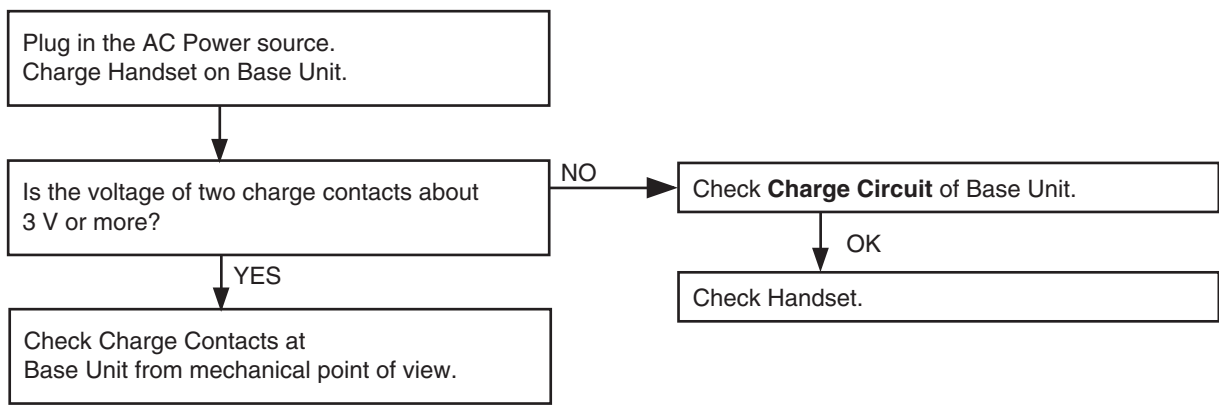 Plug in the AC Power source.
Charge Handset on Base Unit.
Is the voltage of two charge contacts about
3 V or more?
NO
Check Charge Circuit of Base Unit.
OK
Check Handset.
YES
Check Charge Contacts at
Base Unit from mechanical point of view.